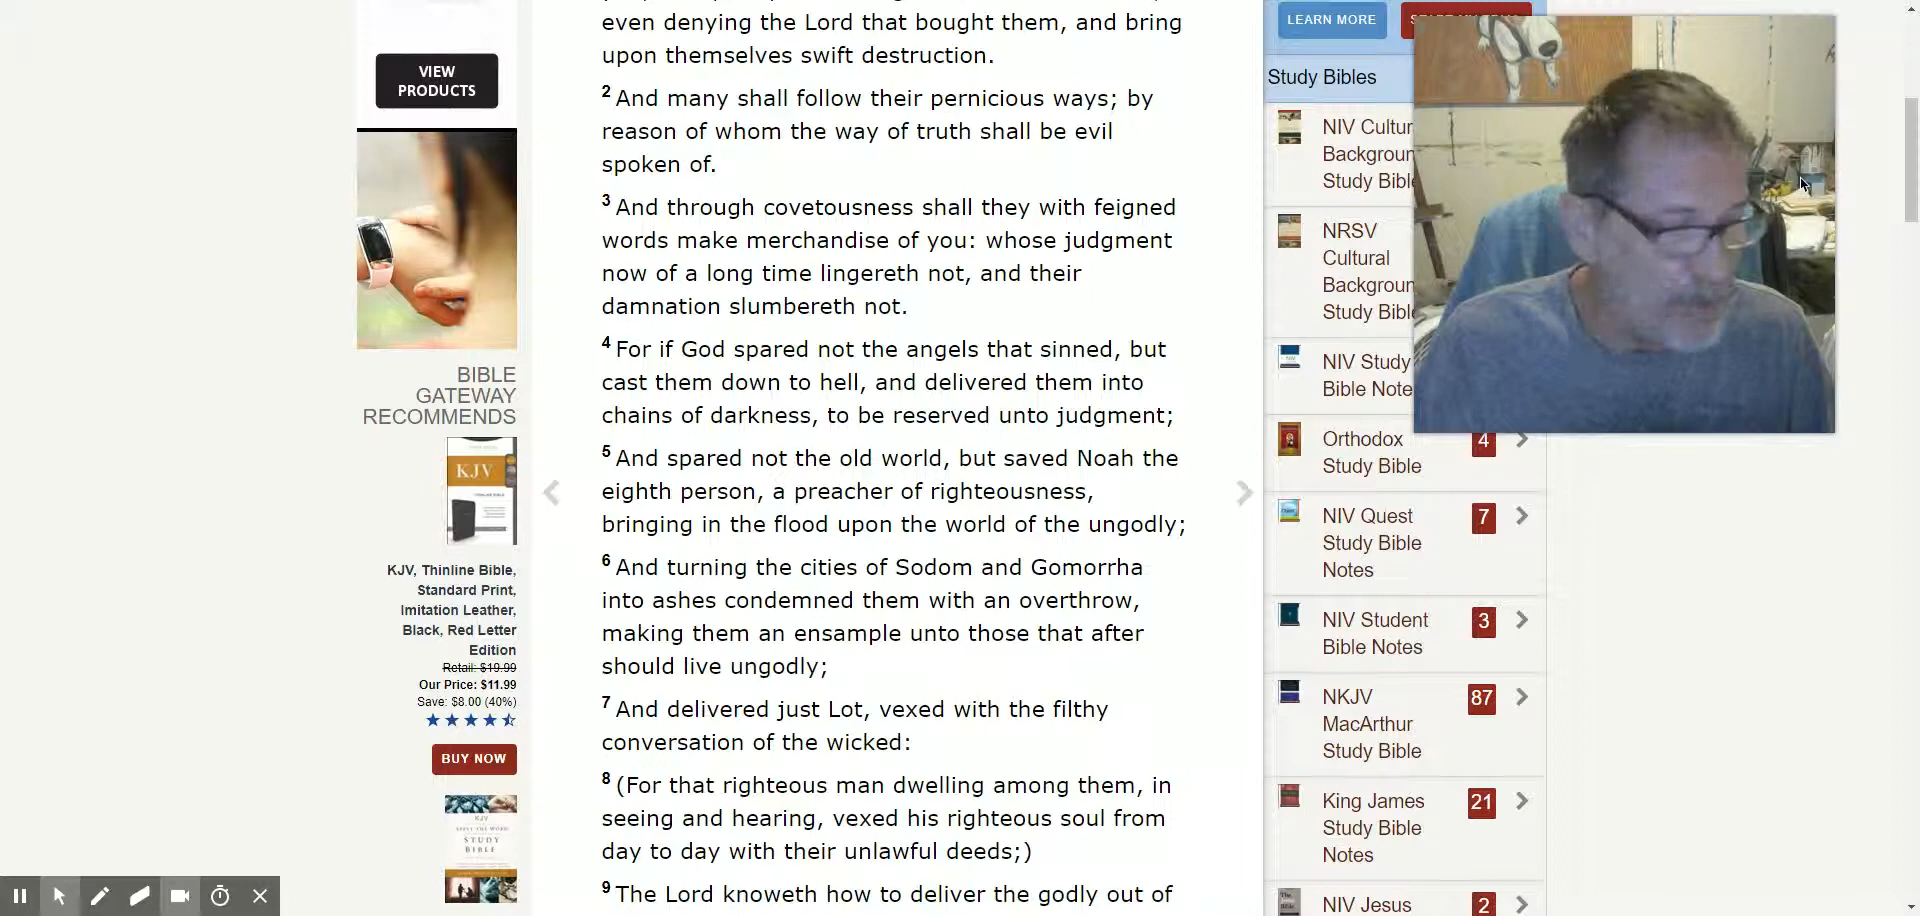 VIEW
PRODUCTS
BIBLE
GATEWAY
RECOMMENDS
KJV
KJV, Thinline Bible,
Standard Print,
Imitation Leather,
Black, Red Letter
Edition
Retail: $19.99
Our Price: $11.99
Save: $8.00 (40%)
BUY NOW
KJV
STUDY
BIBLE
even denying the Lord that bought them, and bring
upon themselves swift destruction.
2 And many shall follow their pernicious ways; by
reason of whom the way of truth shall be evil
spoken of.
3 And through covetousness shall they with feigned
words make merchandise of you: whose judgment
now of a long time lingereth not, and their
damnation slumbereth not.
4 For if God spared not the angels that sinned, but
cast them down to hell, and delivered them into
chains of darkness, to be reserved unto judgment;
5 And spared not the old world, but saved Noah the
eighth person, a preacher of righteousness,
bringing in the flood upon the world of the ungodly;
6 And turning the cities of Sodom and Gomorrha
into ashes condemned them with an overthrow,
making them an ensample unto those that after
should live ungodly;
7 And delivered just Lot, vexed with the filthy
conversation of the wicked:
8 (For that righteous man dwelling among them, in
seeing and hearing, vexed his righteous soul from
day to day with their unlawful deeds;)
9 The Lord knoweth how to deliver the godly out of
LEARN MORE
Study Bibles
NIV Cultur
Backgroun
Study Bible
NRSV
Cultural
Backgroun
Study Bible
NIV Study
Bible Note
Orthodox
Study Bible
4
NIV Quest
Study Bible
Notes
7
NIV Student
Bible Notes
3
NKJV
MacArthur
Study Bible
87
King James
Study Bible
Notes
21
NIV Jesus
2